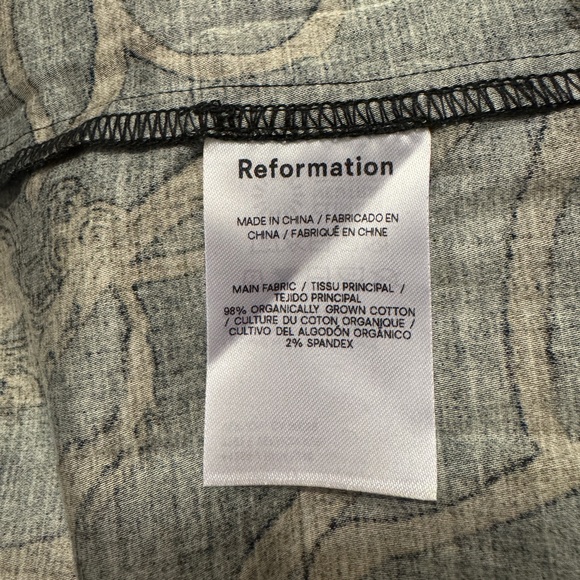 Reformation
MADE IN CHINA / FABRICADO EN
CHINA / FABRIQUÉ EN CHINE
MAIN FABRIC / TISSU PRINCIPAL /
TEJIDO PRINCIPAL
98% ORGANICALLY GROWN COTTON
/ CULTURE DU COTON ORGANIQUE /
CULTIVO DEL ALGODÓN ORGÁNICO
2% SPANDEX